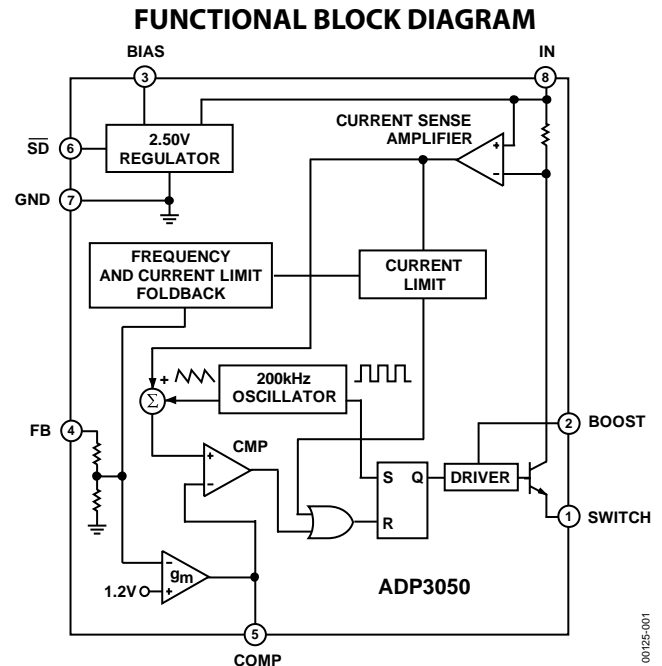 FUNCTIONAL BLOCK DIAGRAM
BIAS
IN
3
8
CURRENT SENSE
AMPLIFIER
2.50V
REGULATOR
SD
6
+
−
GND
7
FREQUENCY
AND CURRENT LIMIT
FOLDBACK
CURRENT
LIMIT
+
Σ
200kHz
OSCILLATOR
FB
4
BOOST
2
CMP
+
−
S
Q
R
DRIVER
SWITCH
1
−
gm
1.2V
+
ADP3050
5
COMP
00125-001